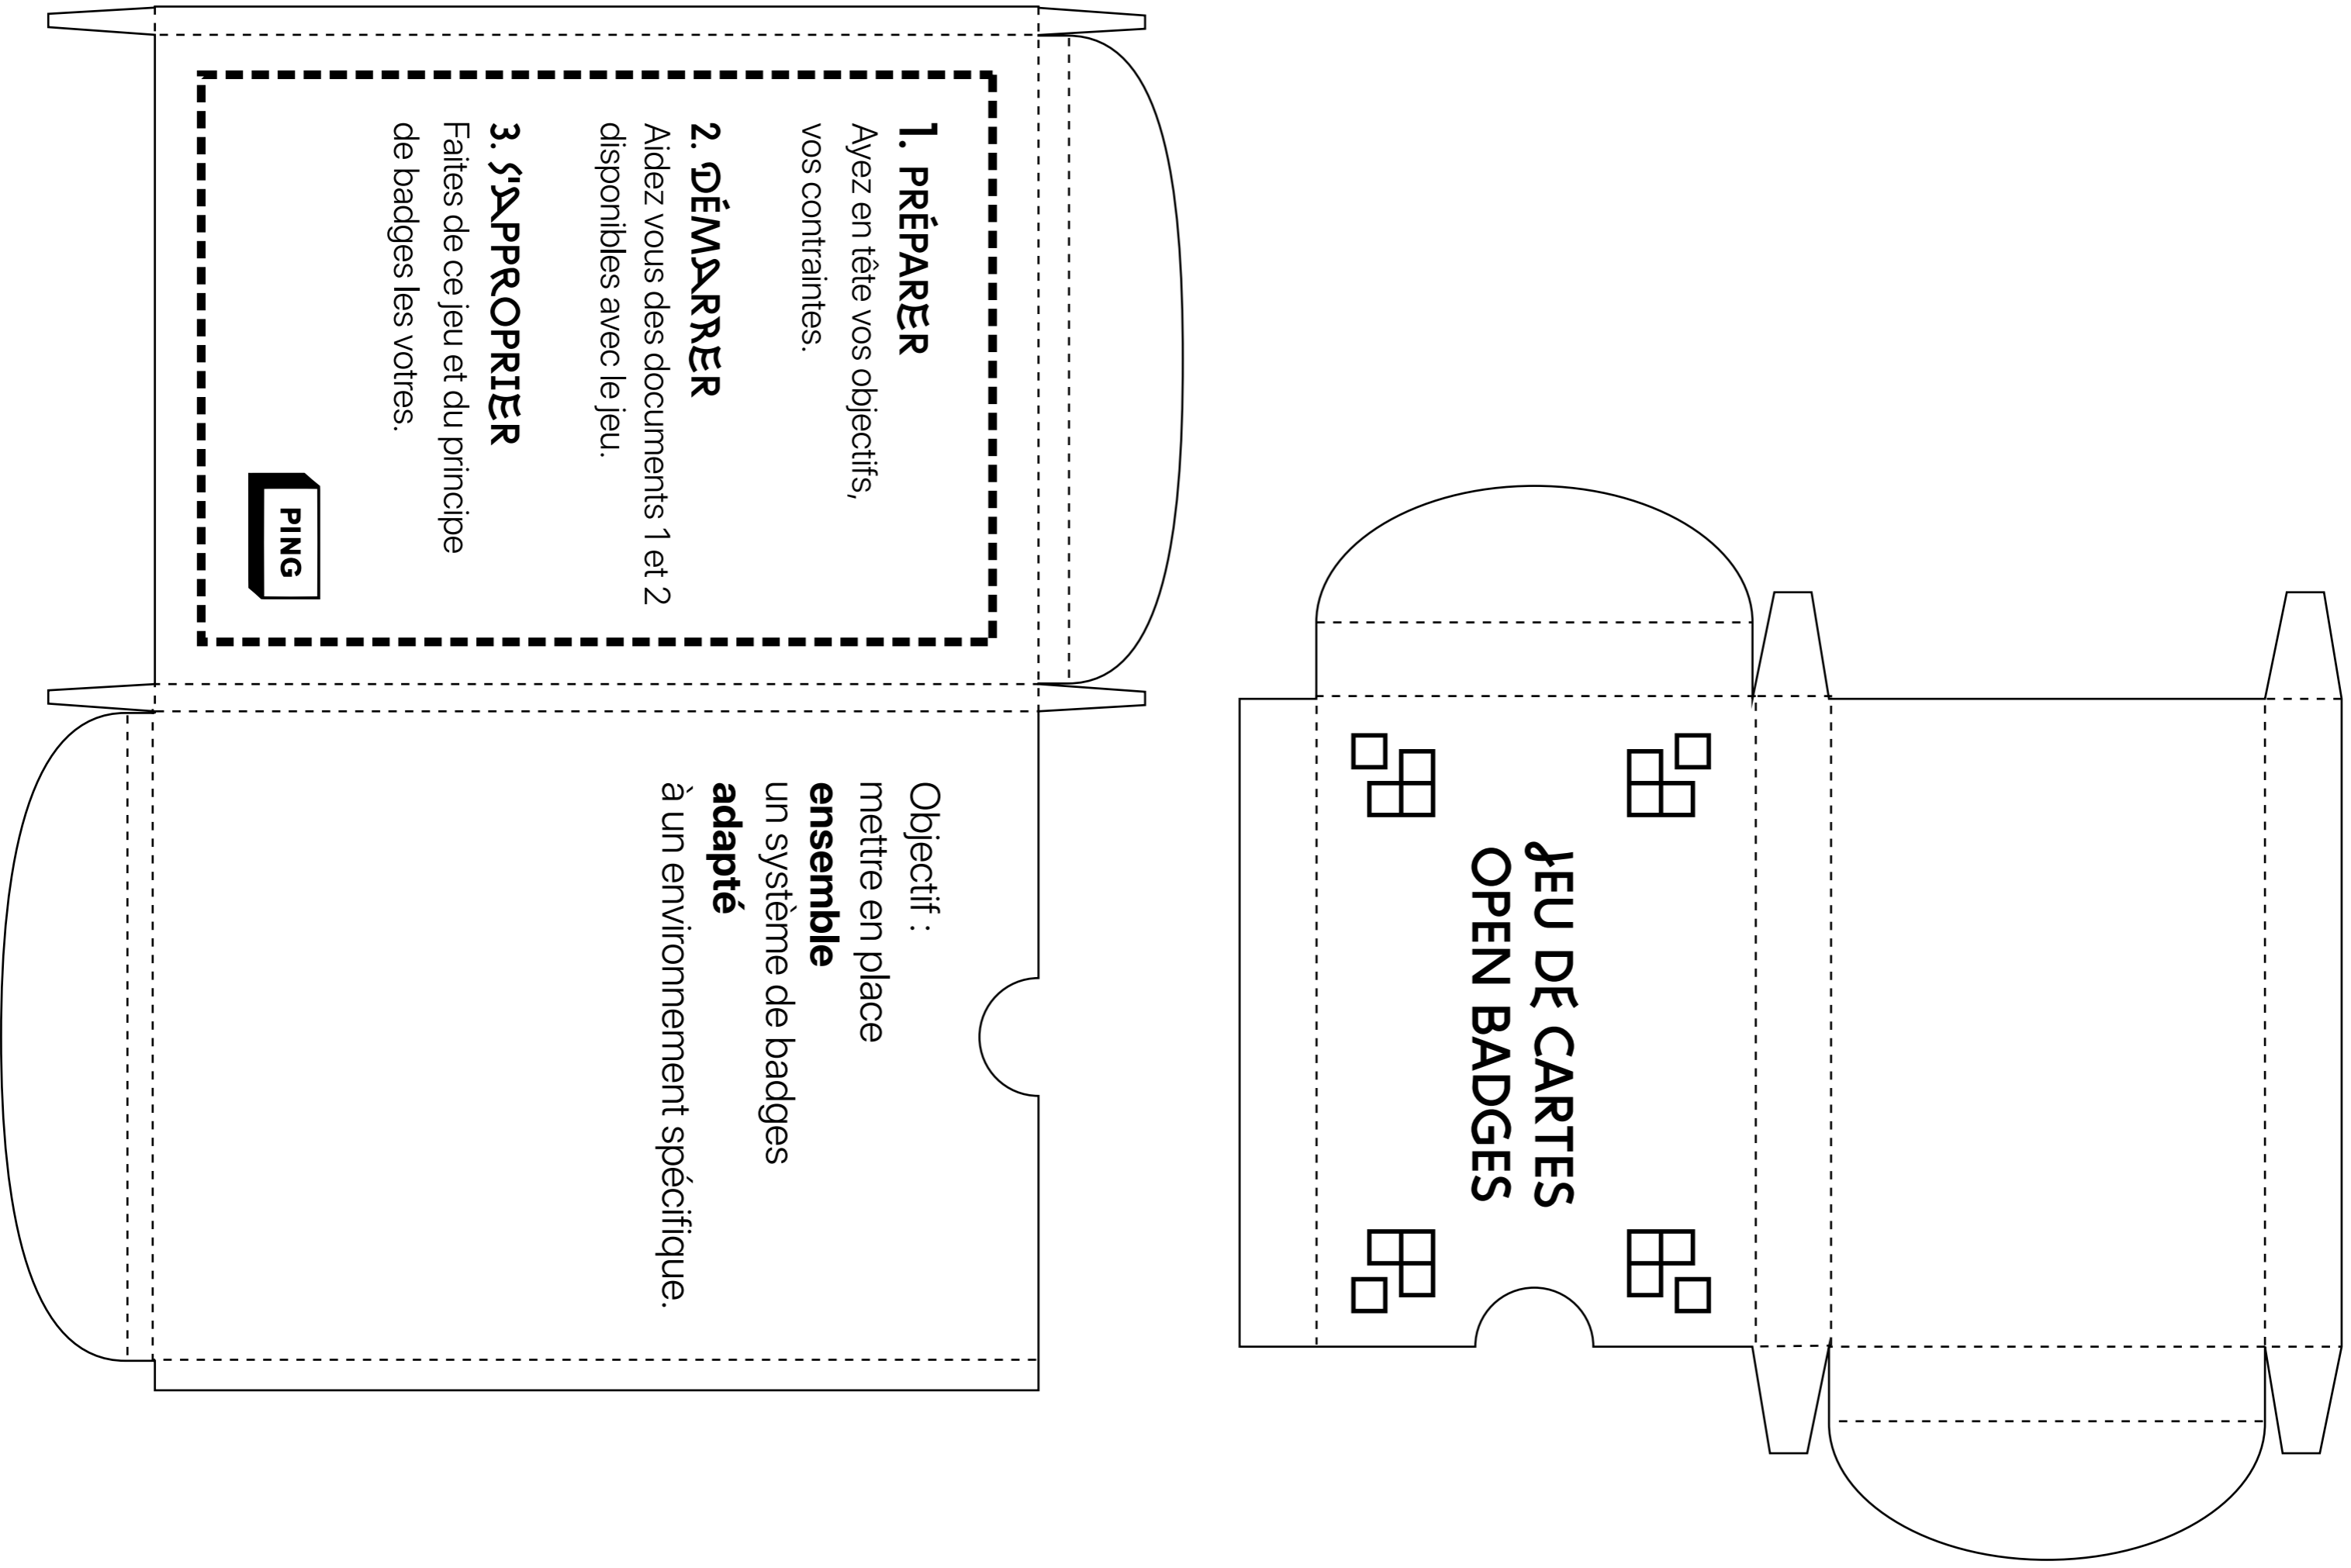 1. PRÉPARER
Ayez en tête vos objectifs,
vos contraintes.
2. DÉMARRER
Aidez vous des documents 1 et 2
disponibles avec le jeu.
3. S'APPROPRIER
Faites de ce jeu et du principe
de badges les votres.
PING
Objectif :
mettre en place
ensemble
un système de badges
adapté
à un environnement spécifique.
JEU DE CARTES
OPEN BADGES